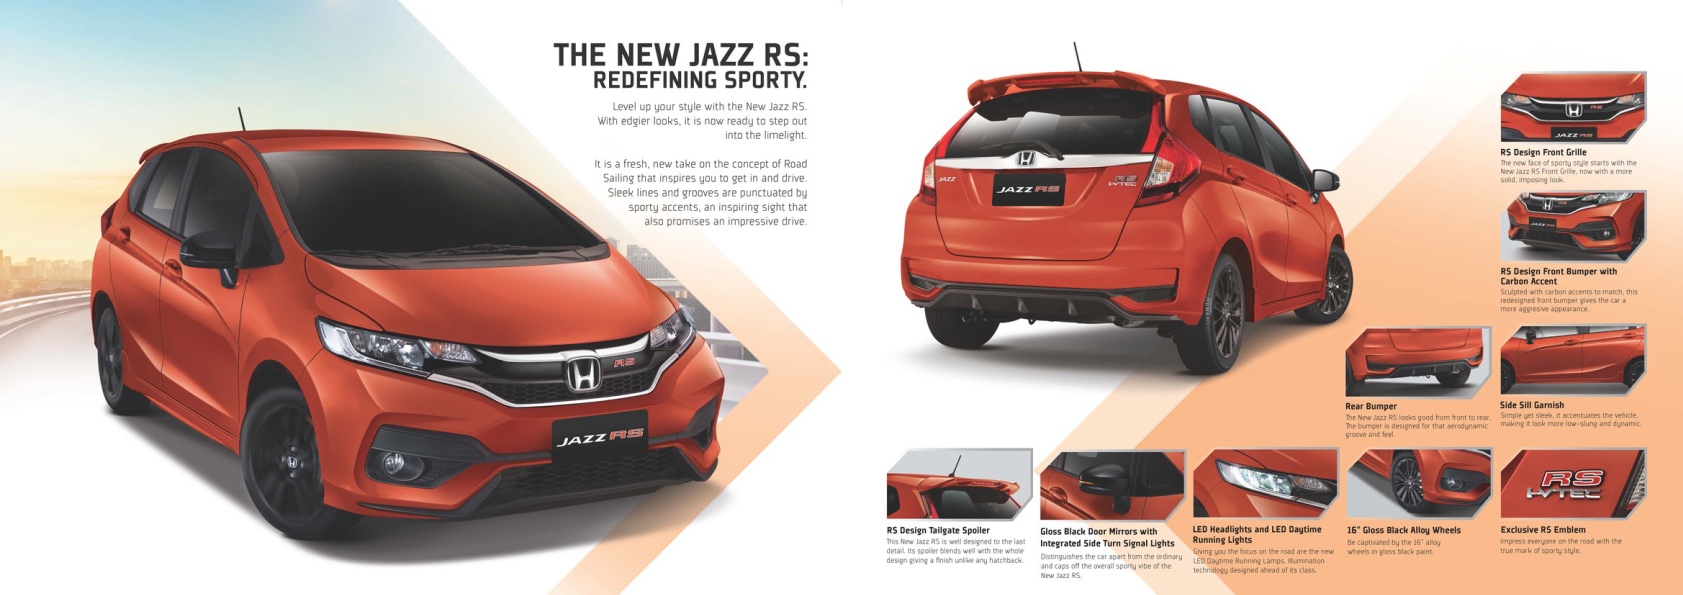 THE NEW JAZZ RS:
REDEFINING SPORTY.
Level up your style with the New Jazz RS.
With edgier looks, it is now ready to step out
into the limelight.
It is a fresh, new take on the concept of Road
Sailing that inspires you to get in and drive.
Sleek lines and grooves are punctuated by
sporty accents, an inspiring sight that
also promises an impressive drive.
RS
JAZZ RS
JAZZ
JAZZ RS
RS
i-VTEC
JAZZ RS
RS Design Front Grille
The new face of sporty style starts with the
New Jazz RS Front Grille, now with a more
solid, imposing look.
JAZZ RS
RS Design Front Bumper with
Carbon Accent
Sculpted with carbon accents to match, this
redesigned front bumper gives the car a
more aggresive appearance.
Rear Bumper
The New Jazz RS looks good from front to rear.
The bumper is designed for that aerodynamic
groove and feel.
Side Sill Garnish
Simple yet sleek, it accentuates the vehicle,
making it look more low-slung and dynamic.
RS Design Tailgate Spoiler
This New Jazz RS is well designed to the last
detail. Its spoiler blends well with the whole
design giving a finish unlike any hatchback.
Gloss Black Door Mirrors with
Integrated Side Turn Signal Lights
Distinguishes the car apart from the ordinary
and caps off the overall sporty vibe of the
New Jazz RS.
LED Headlights and LED Daytime
Running Lights
Giving you the focus on the road are the new
LED Daytime Running Lamps. Illumination
technology designed ahead of its class.
16" Gloss Black Alloy Wheels
Be captivated by the 16" alloy
wheels in gloss black paint.
RS
i-VTEC
Exclusive RS Emblem
Impress everyone on the road with the
true mark of sporty style.